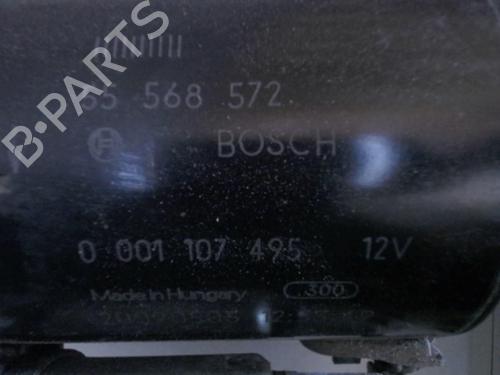 B-PARTS
55 568 572
BOSCH
0 001 107 495 12V
Made in Hungary 300